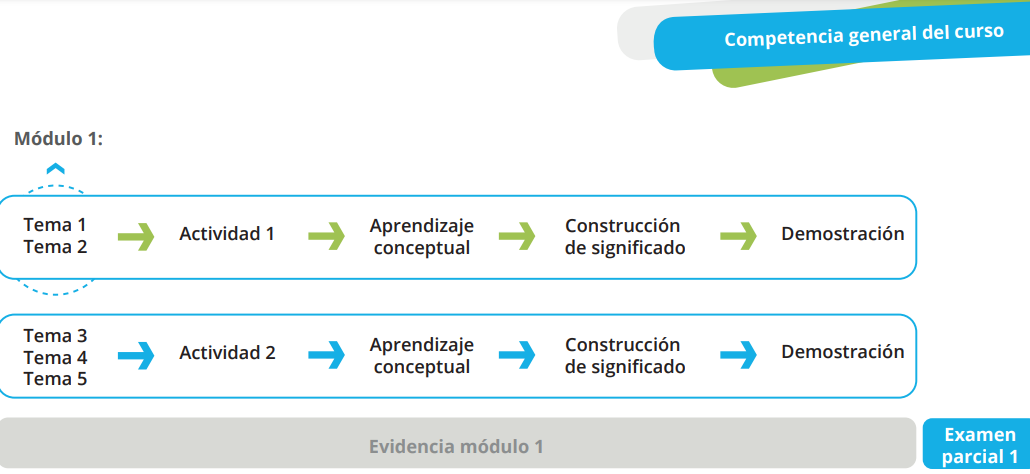 Competencia general del curso
Módulo 1:
Tema 1
Tema 2
Actividad 1
Aprendizaje
conceptual
Construcción
de significado
Demostración
Tema 3
Tema 4
Tema 5
Actividad 2
Aprendizaje
conceptual
Construcción
de significado
Demostración
Evidencia módulo 1
Examen
parcial 1